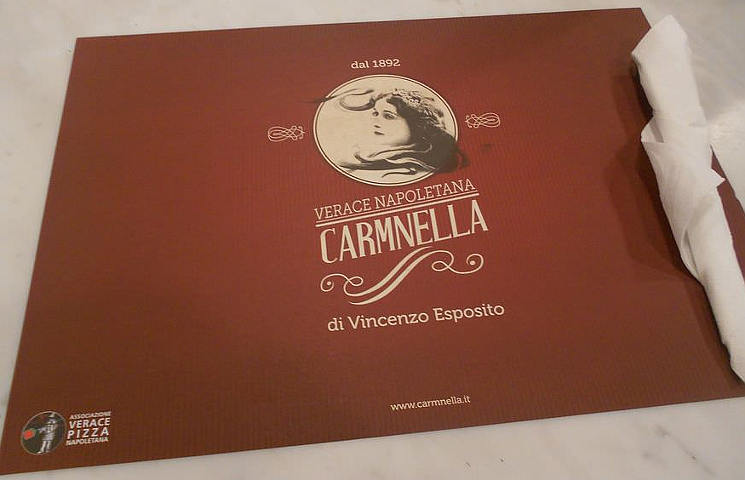 dal 1892
VERACE NAPOLETANA
CARMNELLA
di Vincenzo Esposito
www.carmnella.it
ASSOCIAZIONE
VERACE
PIZZA
NAPOLETANA